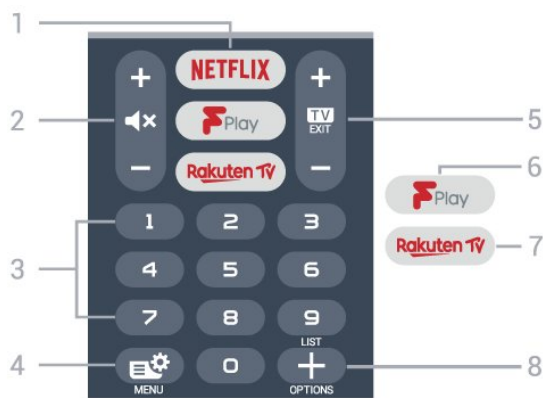 1
NETFLIX
+ +
2
TV
EXIT
5
F Play
- -
6
F Play
Rakuten TV
Rakuten TV
7
1 2 3
3
4 5 6
7 8 9
LIST
4
0
+
8
MENU
OPTIONS